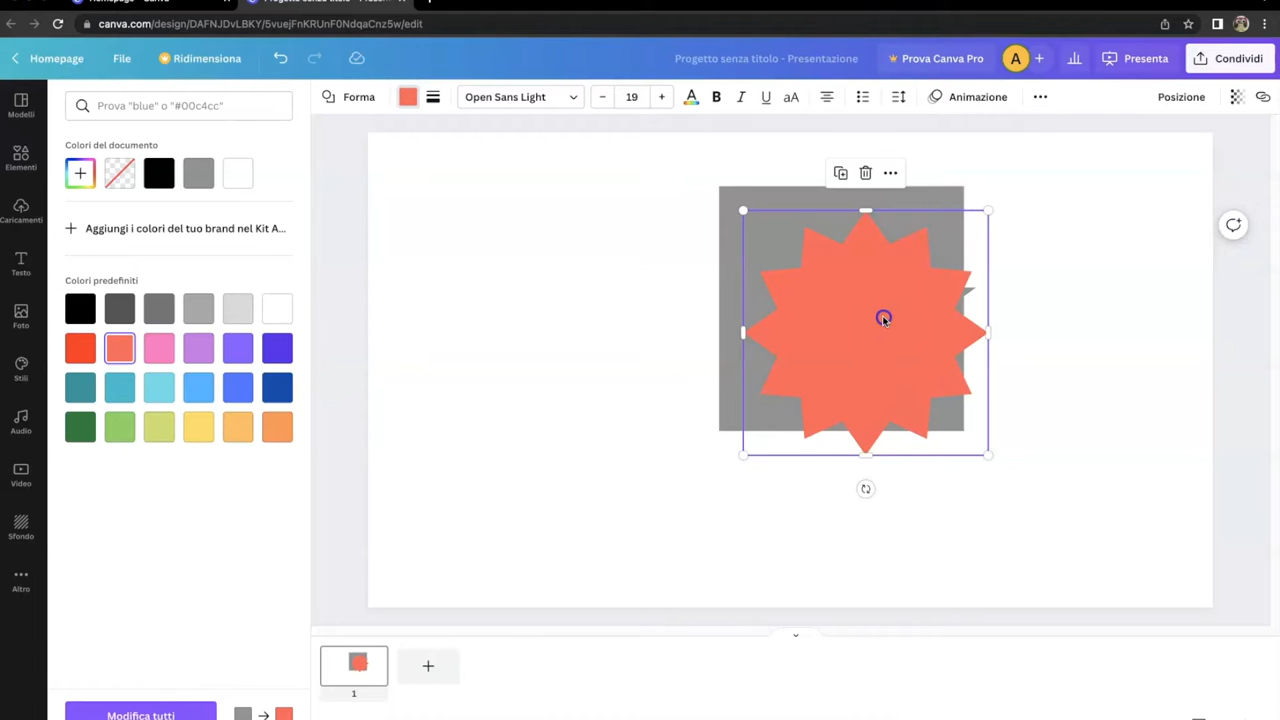 canva.com/design/DAFNJDvLBKY/5vuejFnKRUnF0NdqaCnz5w/edit
Homepage
File
Ridimensiona
Progetto senza titolo - Presentazione
Prova Canva Pro
A
Presenta
Condividi
Modelli
Elementi
Caricamenti
Testo
Foto
Stili
Audio
Video
Sfondo
Altro
Prova "blue" o "#00c4cc"
Colori del documento
Aggiungi i colori del tuo brand nel Kit A...
Colori predefiniti
Modifica tutti
Forma
Open Sans Light
19
A
B
I
U
aA
Animazione
Posizione
1